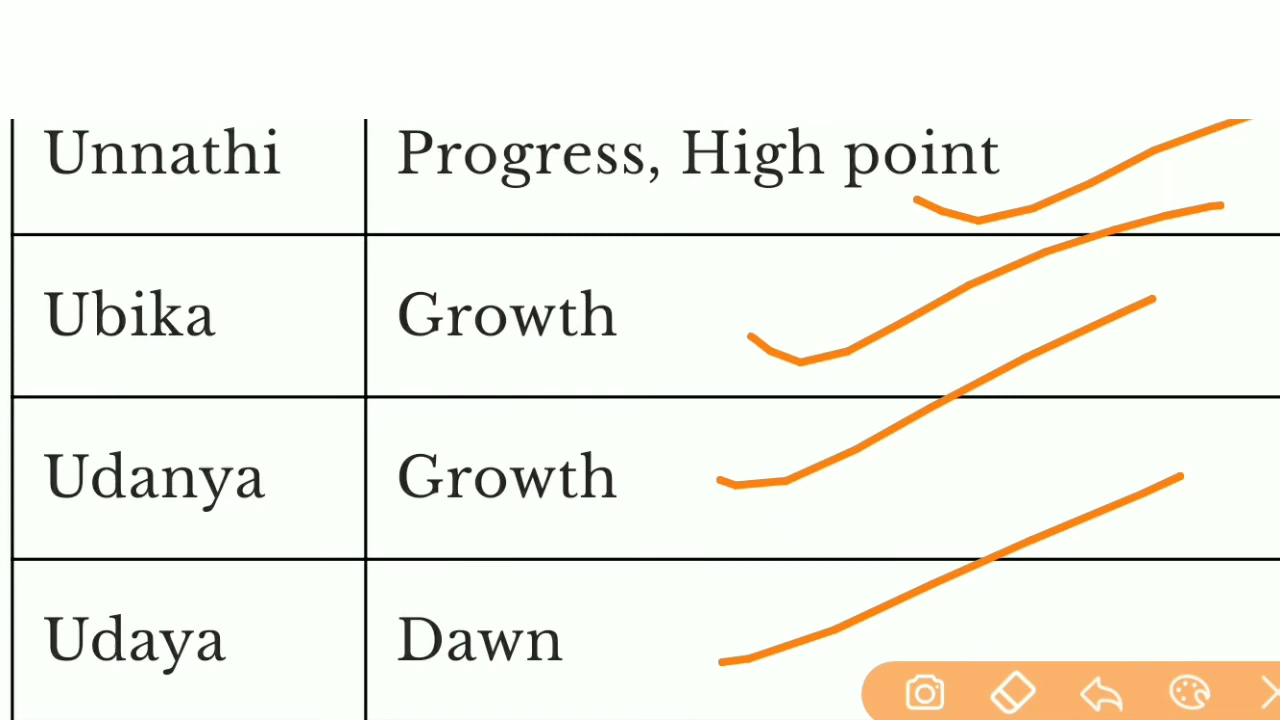 Unnathi Progress, High point
Ubika Growth
Udanya Growth
Udaya Dawn